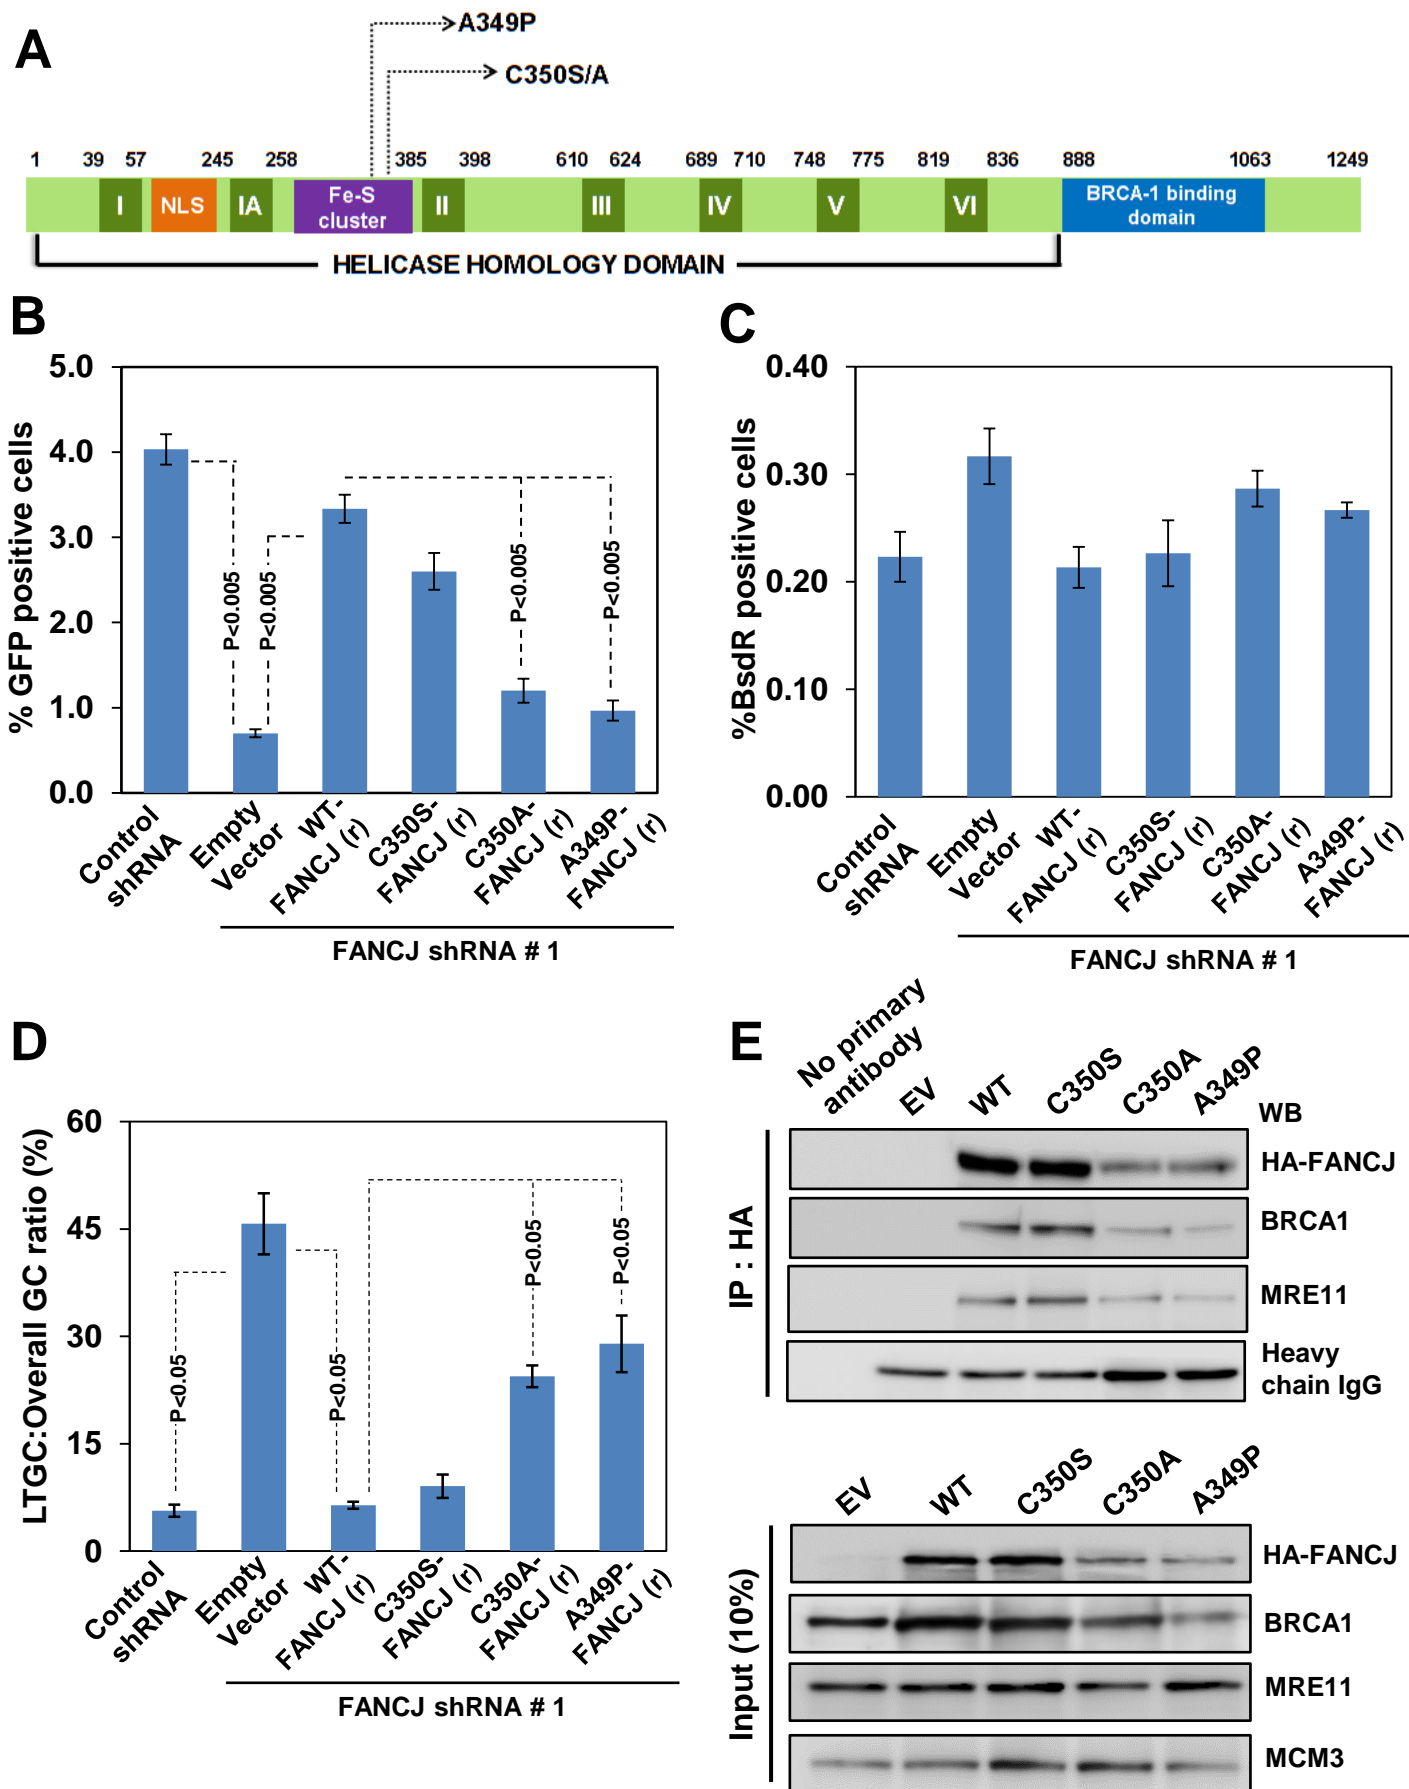 A
A349P
C350S/A
1 39 57 245 258 385 398 610 624 689 710 748 775 819 836 888 1063 1249
I NLS IA Fe-S cluster II III IV V VI BRCA-1 binding domain
HELICASE HOMOLOGY DOMAIN
B
% GFP positive cells
5.0
4.0
3.0
2.0
1.0
0.0
P<0.005
P<0.005
P<0.005
P<0.005
Control shRNA
Empty Vector
WT-FANCJ (r)
C350S-FANCJ (r)
C350A-FANCJ (r)
A349P-FANCJ (r)
FANCJ shRNA # 1
C
%BsdR positive cells
0.40
0.30
0.20
0.10
0.00
Control shRNA
Empty Vector
WT-FANCJ (r)
C350S-FANCJ (r)
C350A-FANCJ (r)
A349P-FANCJ (r)
FANCJ shRNA # 1
D
LTGC:Overall GC ratio (%)
60
45
30
15
0
P<0.05
P<0.05
P<0.05
P<0.05
Control shRNA
Empty Vector
WT-FANCJ (r)
C350S-FANCJ (r)
C350A-FANCJ (r)
A349P-FANCJ (r)
FANCJ shRNA # 1
E
No primary antibody
EV
WT
C350S
C350A
A349P
WB
IP : HA
HA-FANCJ
BRCA1
MRE11
Heavy
chain IgG
EV
WT
C350S
C350A
A349P
Input (10%)
HA-FANCJ
BRCA1
MRE11
MCM3